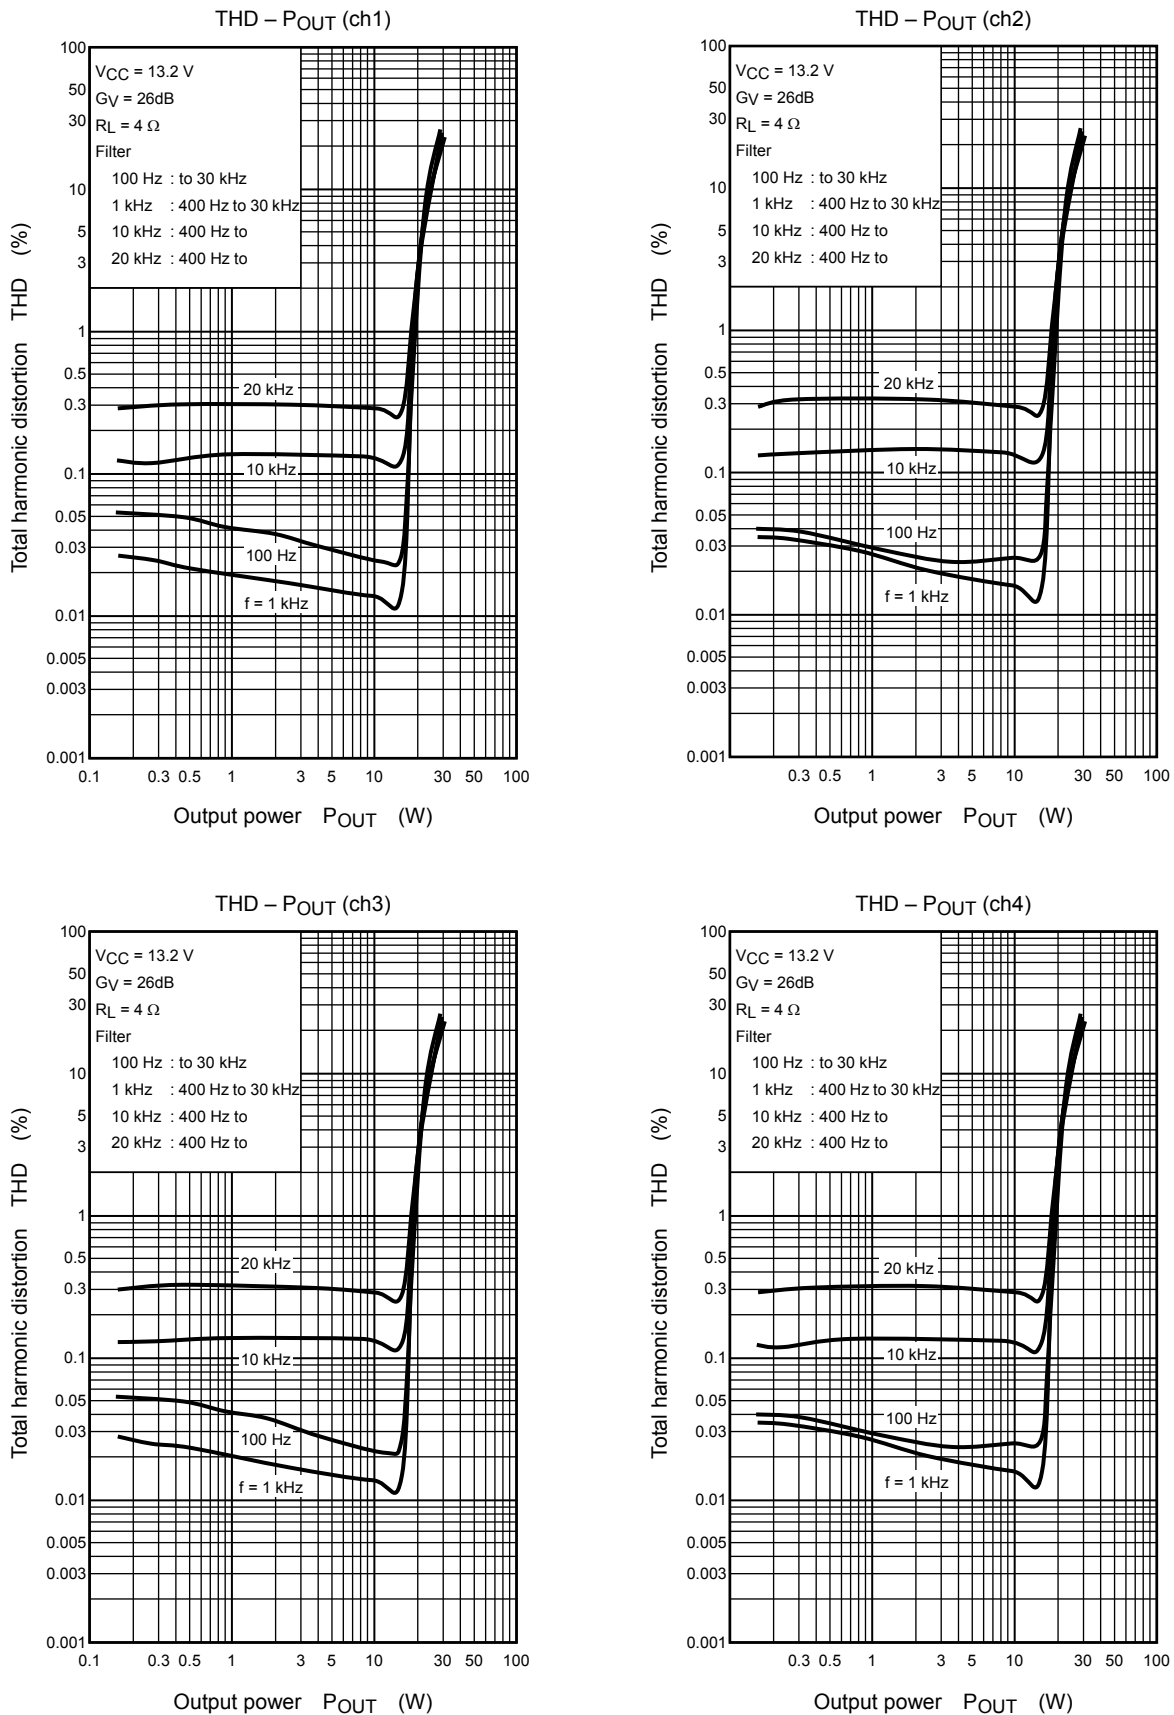 THD – POUT (ch1)
100
50
30
10
5
3
1
0.5
0.3
0.1
0.05
0.03
0.01
0.005
0.003
0.001
VCC = 13.2 V
GV = 26dB
RL = 4 Ω
Filter
100 Hz : to 30 kHz
1 kHz : 400 Hz to 30 kHz
10 kHz : 400 Hz to
20 kHz : 400 Hz to
20 kHz
10 kHz
100 Hz
f = 1 kHz
0.1 0.3 0.5 1 3 5 10 30 50 100
Output power POUT (W)
Total harmonic distortion THD (%)
THD – POUT (ch2)
100
50
30
10
5
3
1
0.5
0.3
0.1
0.05
0.03
0.01
0.005
0.003
0.001
VCC = 13.2 V
GV = 26dB
RL = 4 Ω
Filter
100 Hz : to 30 kHz
1 kHz : 400 Hz to 30 kHz
10 kHz : 400 Hz to
20 kHz : 400 Hz to
20 kHz
10 kHz
100 Hz
f = 1 kHz
0.3 0.5 1 3 5 10 30 50 100
Output power POUT (W)
Total harmonic distortion THD (%)
THD – POUT (ch3)
100
50
30
10
5
3
1
0.5
0.3
0.1
0.05
0.03
0.01
0.005
0.003
0.001
VCC = 13.2 V
GV = 26dB
RL = 4 Ω
Filter
100 Hz : to 30 kHz
1 kHz : 400 Hz to 30 kHz
10 kHz : 400 Hz to
20 kHz : 400 Hz to
20 kHz
10 kHz
100 Hz
f = 1 kHz
0.1 0.3 0.5 1 3 5 10 30 50 100
Output power POUT (W)
Total harmonic distortion THD (%)
THD – POUT (ch4)
100
50
30
10
5
3
1
0.5
0.3
0.1
0.05
0.03
0.01
0.005
0.003
0.001
VCC = 13.2 V
GV = 26dB
RL = 4 Ω
Filter
100 Hz : to 30 kHz
1 kHz : 400 Hz to 30 kHz
10 kHz : 400 Hz to
20 kHz : 400 Hz to
20 kHz
10 kHz
100 Hz
f = 1 kHz
0.3 0.5 1 3 5 10 30 50 100
Output power POUT (W)
Total harmonic distortion THD (%)